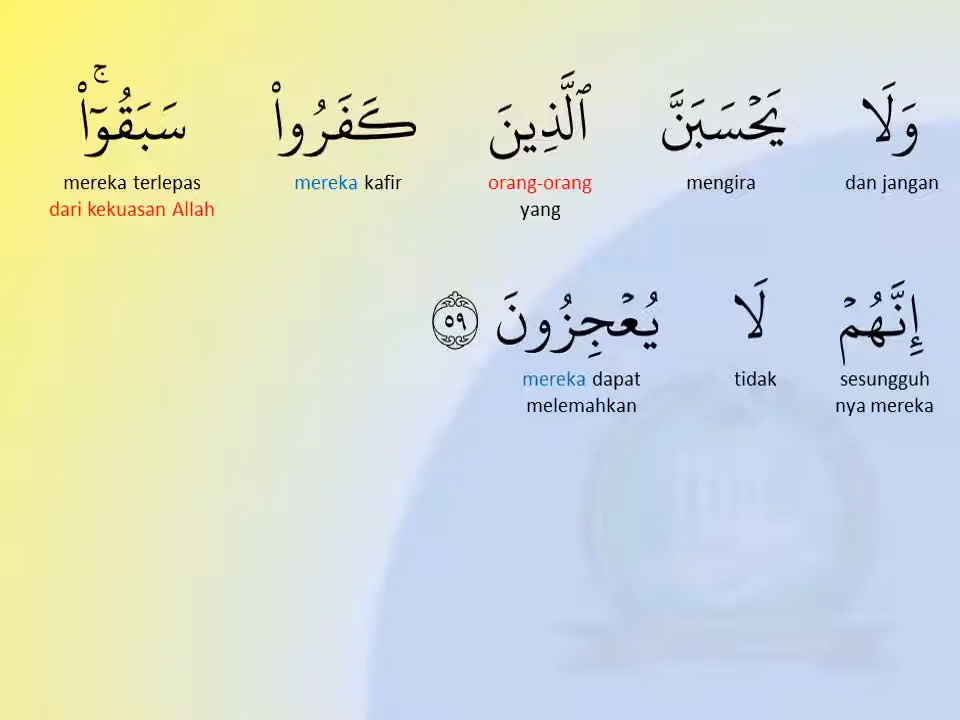 وَلَا يَحْسَبَنَّ ٱلَّذِينَ كَفَرُوا۟ سَبَقُوٓا۟ ۚ
dan jangan mengira orang-orang mereka kafir mereka terlepas
yang dari kekuasan Allah
إِنَّهُمْ لَا يُعْجِزُونَ ٥٩
sesungguh tidak mereka dapat
nya mereka melemahkan